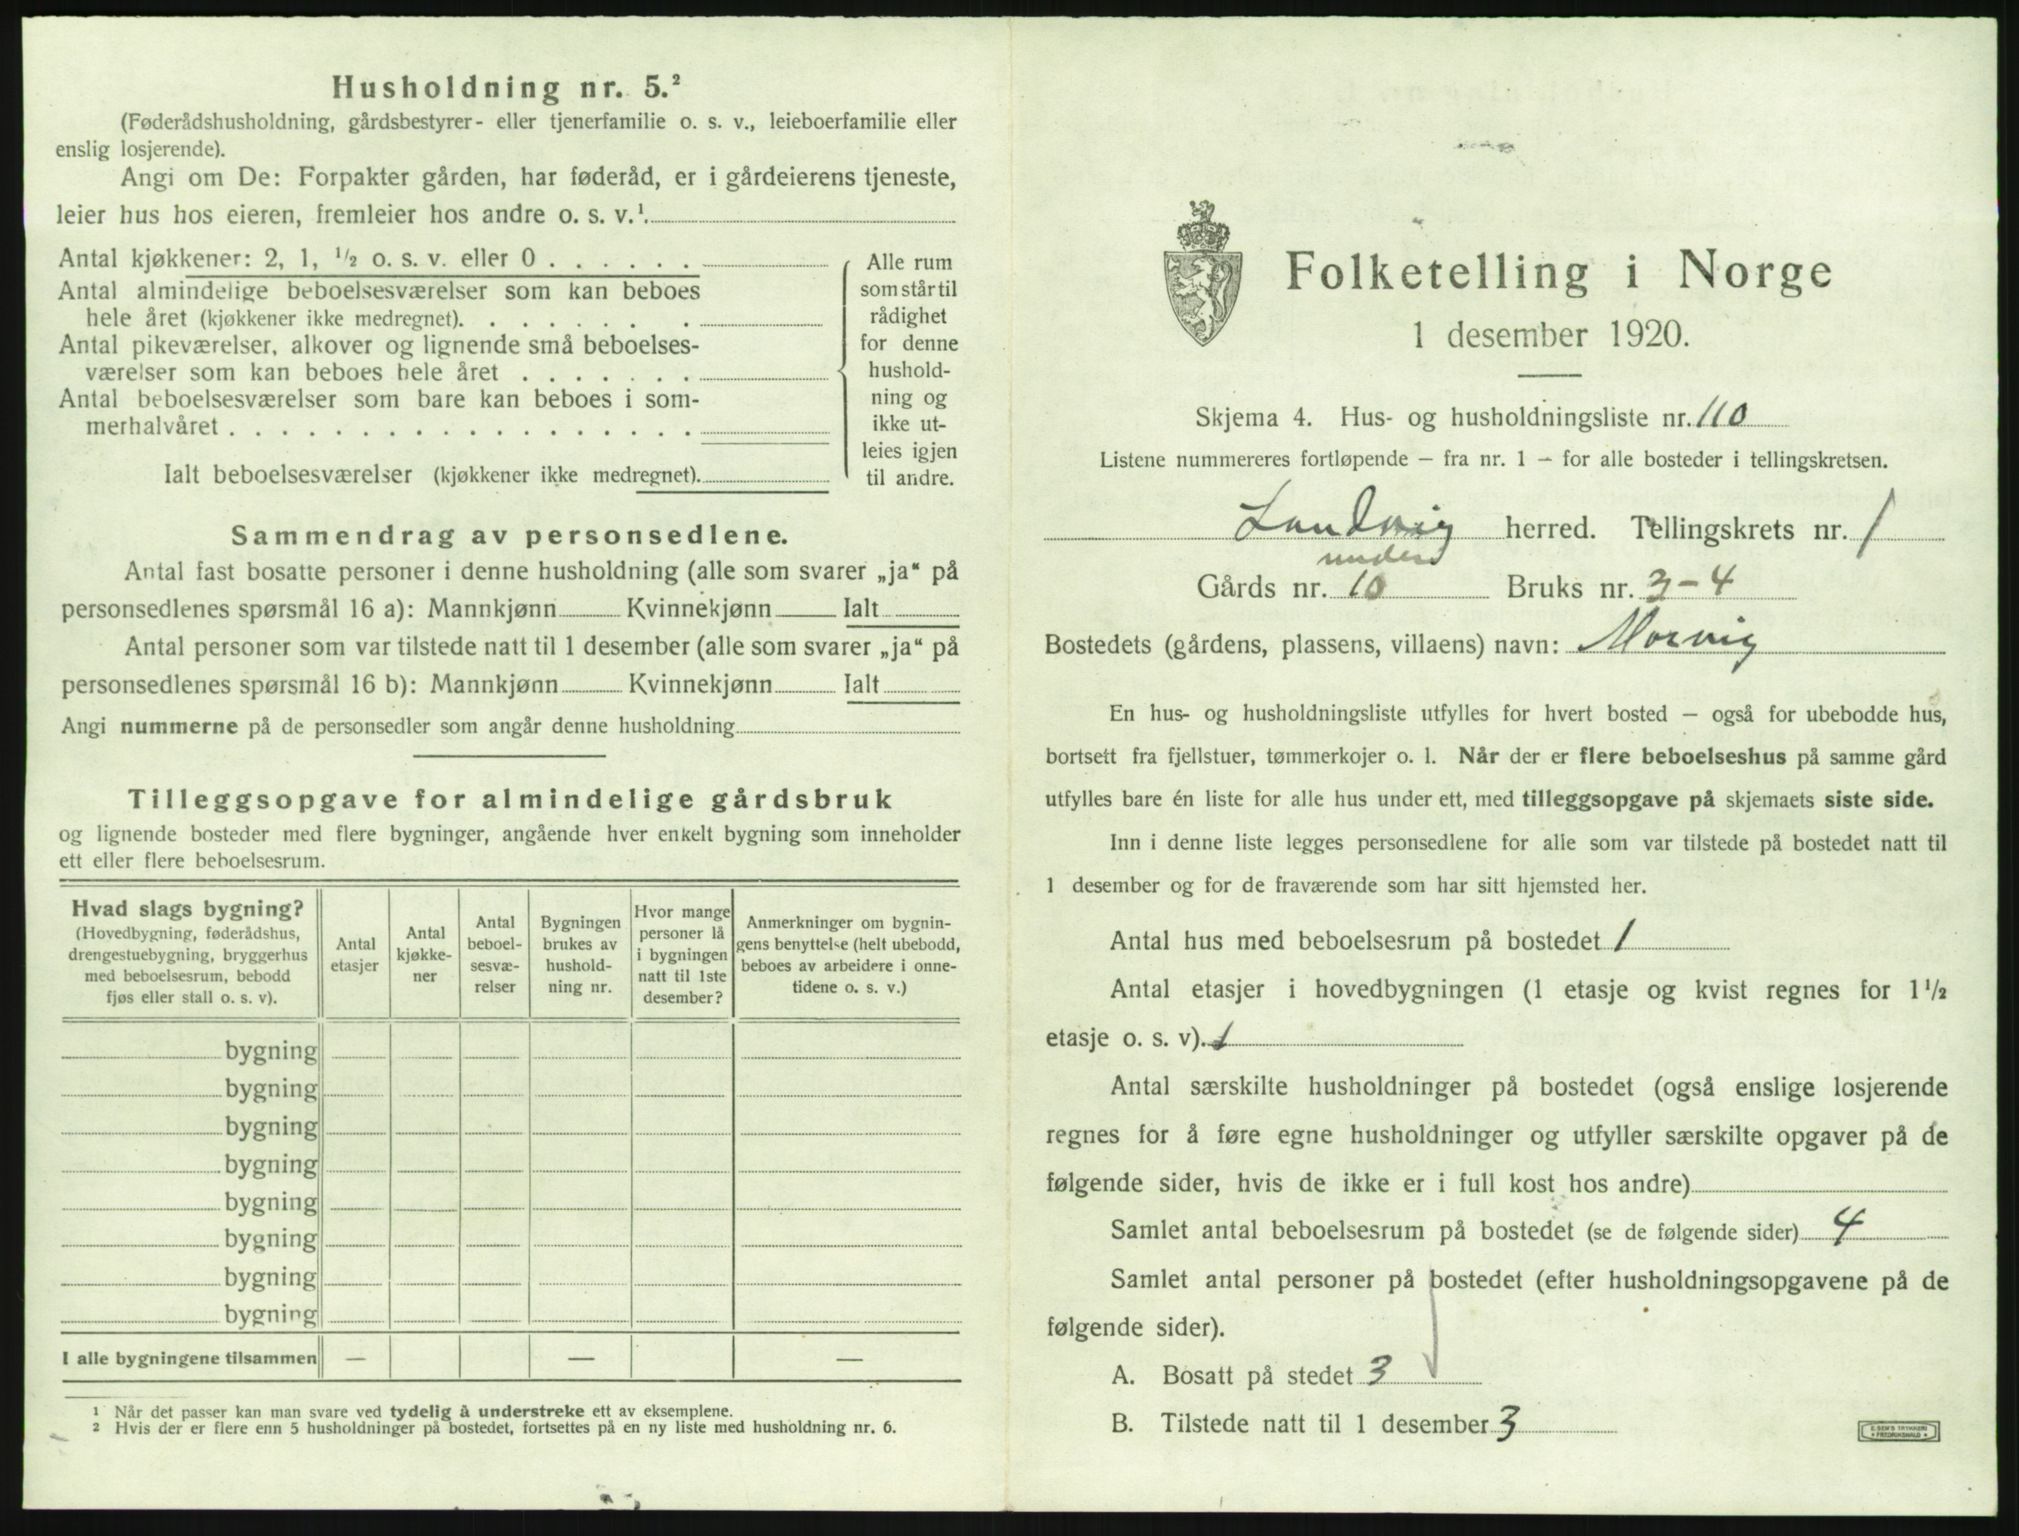 Husholdning nr. 5.²
(Føderådshusholdning, gårdsbestyrer- eller tjenerfamilie o. s. v., leieboerfamilie eller
enslig losjerende).
Angi om De: Forpakter gården, har føderåd, er i gårdeierens tjeneste,
leier hus hos eieren, fremleier hos andre o. s. v.¹
Antal kjøkkener: 2, 1, ½ o. s. v. eller 0
Antal almindelige beboelsesværelser som kan beboes
hele året (kjøkkener ikke medregnet).
Antal pikeværelser, alkover og lignende små beboelses-
værelser som kan beboes hele året
Antal beboelsesværelser som bare kan beboes i som-
merhalvåret
Ialt beboelsesværelser (kjøkkener ikke medregnet).
Alle rum
som står til
rådighet
for denne
hushold-
ning og
ikke ut-
leies igjen
til andre.
Sammendrag av personsedlene.
Antal fast bosatte personer i denne husholdning (alle som svarer „ja“ på
personsedlenes spørsmål 16 a): Mannkjønn Kvinnekjønn Ialt
Antal personer som var tilstede natt til 1 desember (alle som svarer „ja“ på
personsedlenes spørsmål 16 b): Mannkjønn Kvinnekjønn Ialt
Angi nummerne på de personsedler som angår denne husholdning
Tilleggsopgave for almindelige gårdsbruk
og lignende bosteder med flere bygninger, angående hver enkelt bygning som inneholder
ett eller flere beboelsesrum.
Hvad slags bygning?
(Hovedbygning, føderådshus,
drengestuebygning, bryggerhus
med beboelsesrum, bebodd
fjøs eller stall o. s. v).
Antal
etasjer
Antal
kjøkke-
ner
Antal
beboel-
sesvæ-
relser
Bygningen
brukes av
hushold-
ning nr.
Hvor mange
personer lå
i bygningen
natt til 1ste
desember?
Anmerkninger om bygnin-
gens benyttelse (helt ubebodd,
beboes av arbeidere i onne-
tidene o. s. v.)
bygning
bygning
bygning
bygning
bygning
bygning
bygning
bygning
I alle bygningene tilsammen — — —
¹ Når det passer kan man svare ved tydelig å understreke ett av eksemplene.
² Hvis der er flere enn 5 husholdninger på bostedet, fortsettes på en ny liste med husholdning nr. 6.
Folketelling i Norge
1 desember 1920.
Skjema 4. Hus- og husholdningsliste nr. 110
Listene nummereres fortløpende — fra nr. 1 — for alle bosteder i tellingskretsen.
Landvig herred. Tellingskrets nr. 1
under
Gårds nr. 10 Bruks nr. 3-4
Bostedets (gårdens, plassens, villaens) navn: Morvig
En hus- og husholdningsliste utfylles for hvert bosted — også for ubebodde hus,
bortsett fra fjellstuer, tømmerkojer o. l. Når der er flere beboelseshus på samme gård
utfylles bare én liste for alle hus under ett, med tilleggsopgave på skjemaets siste side.
Inn i denne liste legges personsedlene for alle som var tilstede på bostedet natt til
1 desember og for de fraværende som har sitt hjemsted her.
Antal hus med beboelsesrum på bostedet 1
Antal etasjer i hovedbygningen (1 etasje og kvist regnes for 1½
etasje o. s. v). 1
Antal særskilte husholdninger på bostedet (også enslige losjerende
regnes for å føre egne husholdninger og utfyller særskilte opgaver på de
følgende sider, hvis de ikke er i full kost hos andre)
Samlet antal beboelsesrum på bostedet (se de følgende sider) 4
Samlet antal personer på bostedet (efter husholdningsopgavene på de
følgende sider).
A. Bosatt på stedet 3
B. Tilstede natt til 1 desember 3